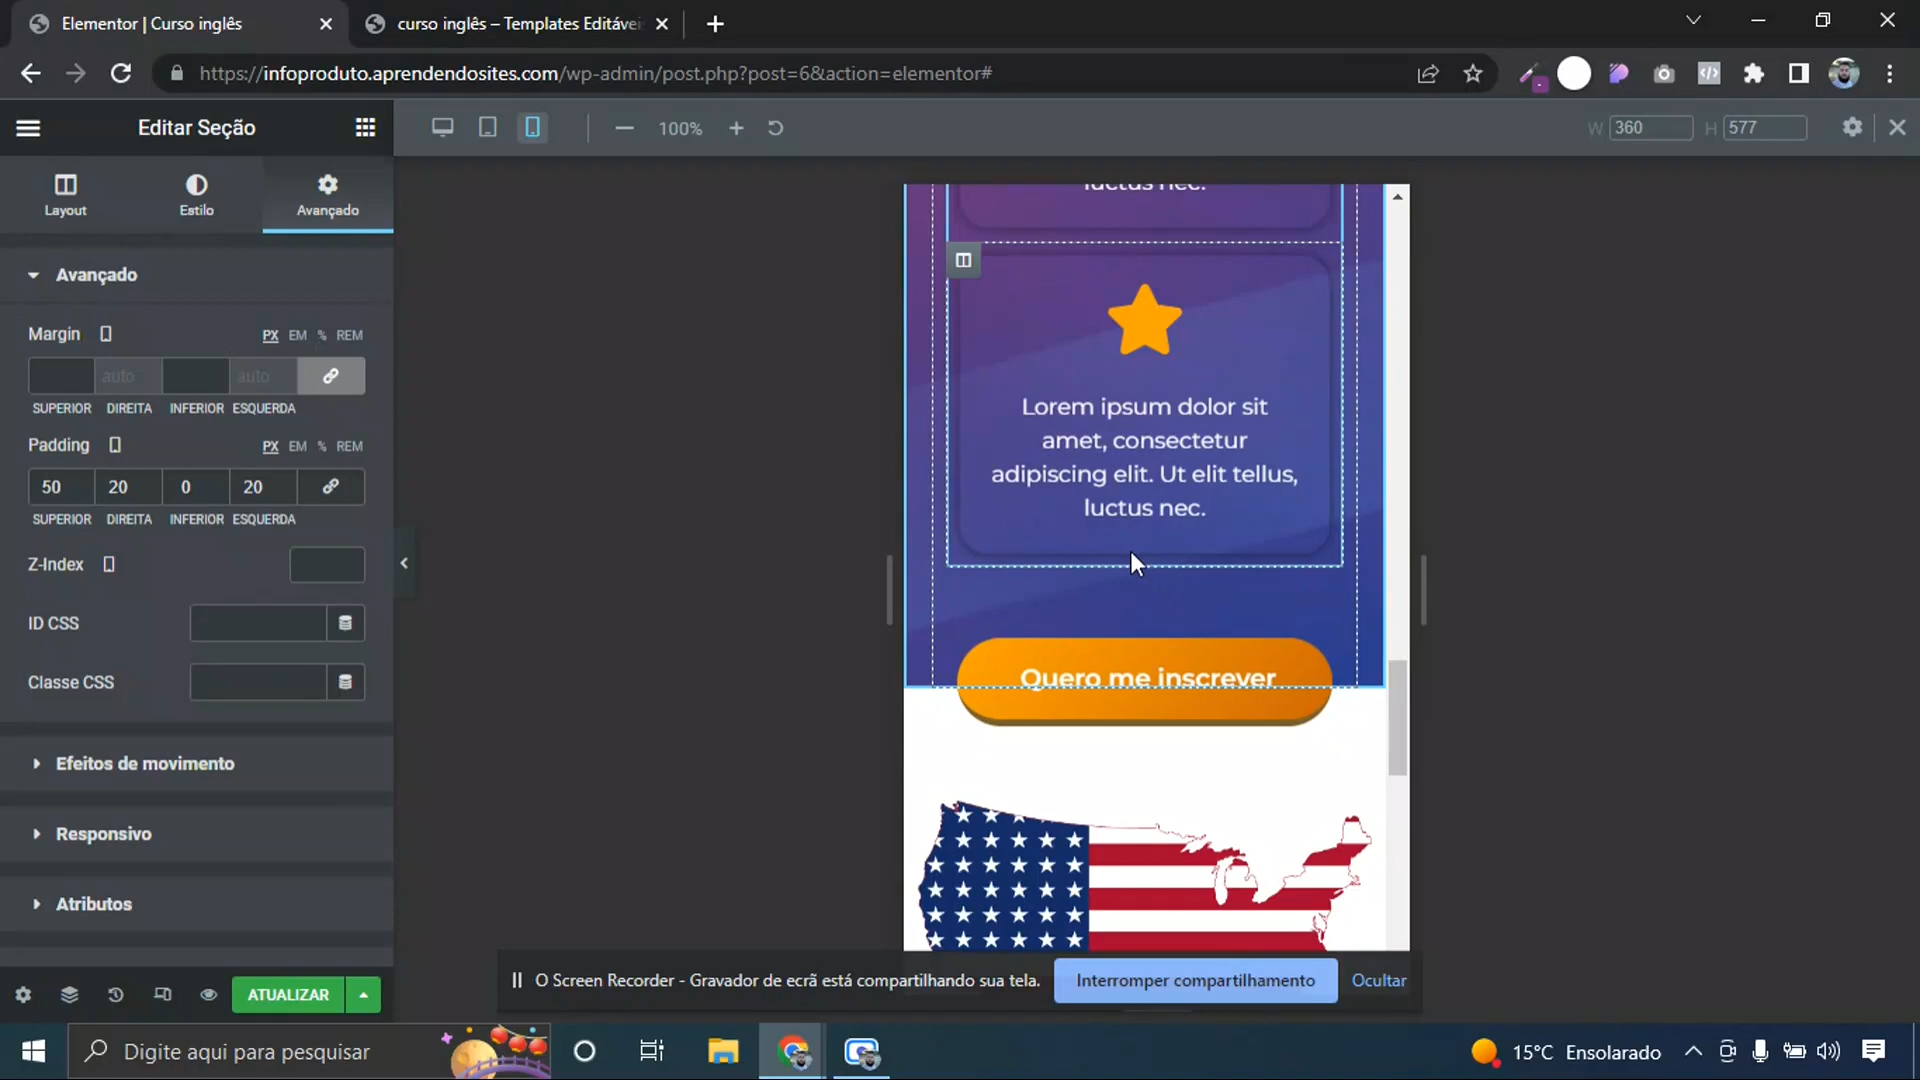 Elementor | Curso inglês
curso inglês – Templates Editávei
https://infoproduto.aprendendosites.com/wp-admin/post.php?post=6&action=elementor#
Editar Seção
100%
W 360
H 577
Layout
Estilo
Avançado
Avançado
Margin
PX EM % REM
auto
auto
SUPERIOR DIREITA INFERIOR ESQUERDA
Padding
PX EM % REM
50 20 0 20
SUPERIOR DIREITA INFERIOR ESQUERDA
Z-Index
ID CSS
Classe CSS
Efeitos de movimento
Responsivo
Atributos
ATUALIZAR
luctus nec.
Lorem ipsum dolor sit
amet, consectetur
adipiscing elit. Ut elit tellus,
luctus nec.
Quero me inscrever
O Screen Recorder - Gravador de ecrã está compartilhando sua tela.
Interromper compartilhamento
Ocultar
Digite aqui para pesquisar
15°C Ensolarado